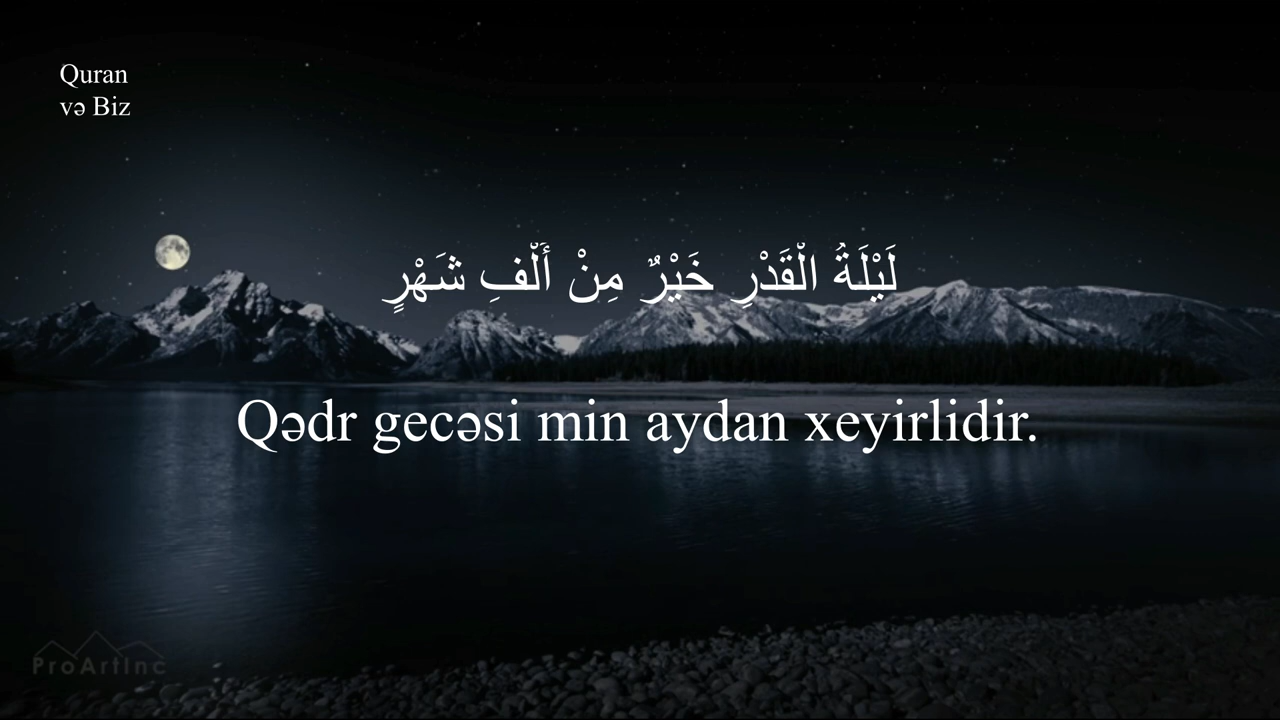 Quran
və Biz
لَيْلَةُ الْقَدْرِ خَيْرٌ مِنْ أَلْفِ شَهْرٍ
Qədr gecəsi min aydan xeyirlidir.
ProArtInc